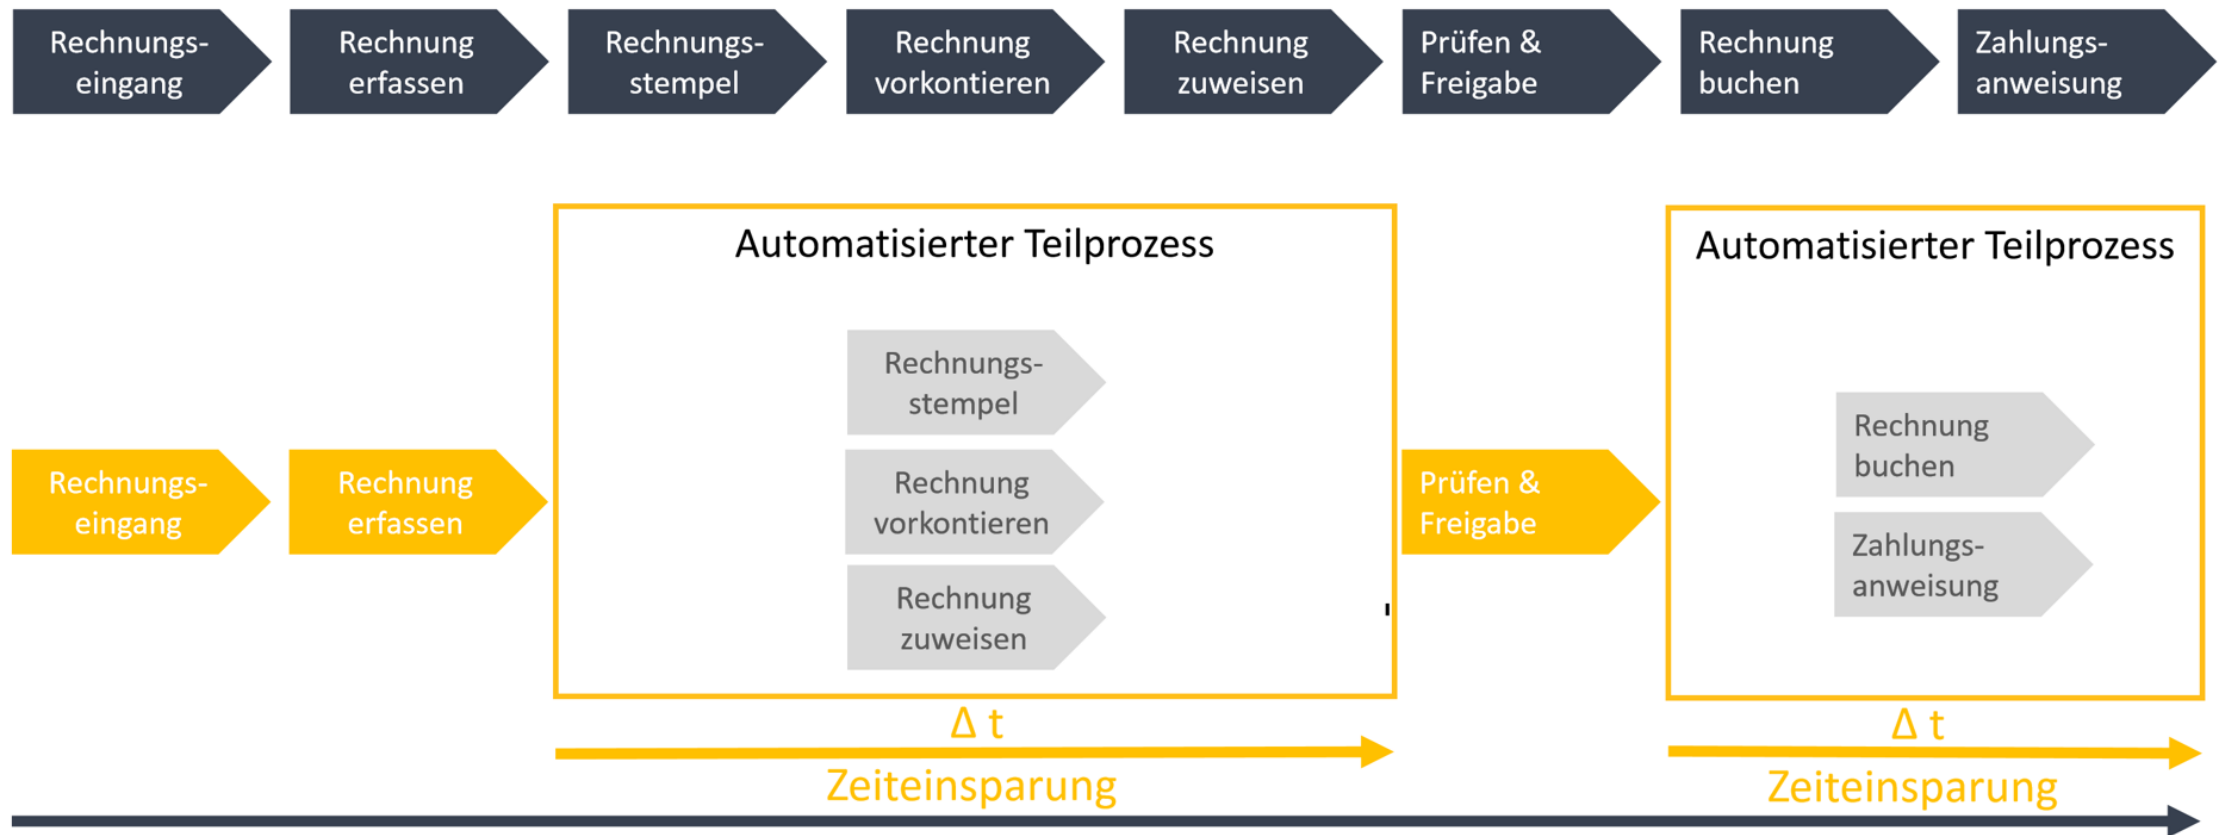 Rechnungs-
eingang
Rechnung
erfassen
Rechnungs-
stempel
Rechnung
vorkontieren
Rechnung
zuweisen
Prüfen &
Freigabe
Rechnung
buchen
Zahlungs-
anweisung
Rechnungs-
eingang
Rechnung
erfassen
Automatisierter Teilprozess
Rechnungs-
stempel
Rechnung
vorkontieren
Rechnung
zuweisen
Δ t
Zeiteinsparung
Prüfen &
Freigabe
Automatisierter Teilprozess
Rechnung
buchen
Zahlungs-
anweisung
Δ t
Zeiteinsparung